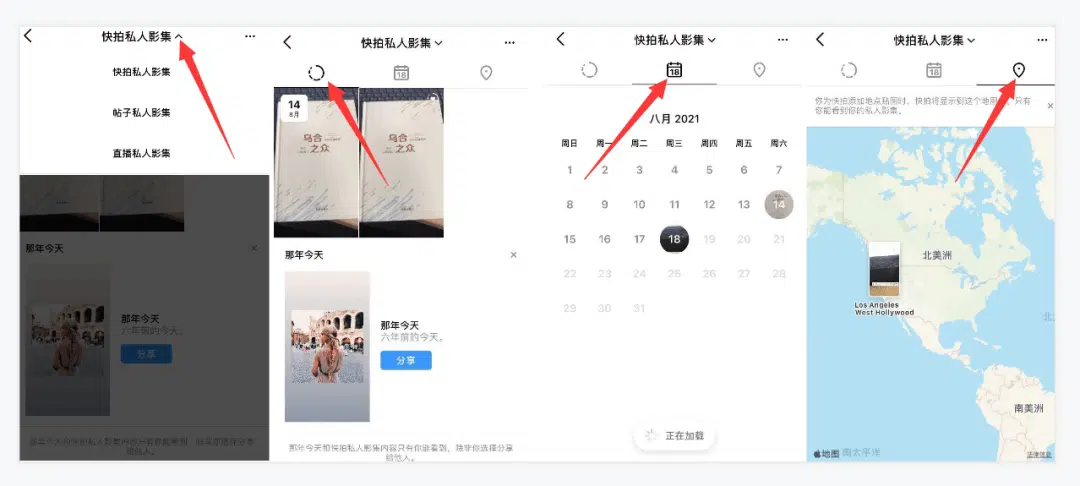 快拍私人影集
快拍私人影集
帖子私人影集
直播私人影集
那年今天
那年今天
六年前的今天。
分享
快拍私人影集
18
14
8月
乌合
之众
那年今天
那年今天
六年前的今天。
分享
那年今天和快拍私人影集内容只有你能看到，除非你选择分享
给他人。
快拍私人影集
18
八月 2021
周日 周一 周二 周三 周四 周五 周六
1 2 3 4 5 6 7
8 9 10 11 12 13 14
15 16 17 18 19 20 21
22 23 24 25 26 27 28
29 30 31
正在加载
快拍私人影集
18
你为快拍添加地点贴图时，快拍将显示到这个地图
只有
你能看到你的私人影集。
北美洲
Los Angeles
West Hollywood
南美洲
地图
南太平洋
法律信息